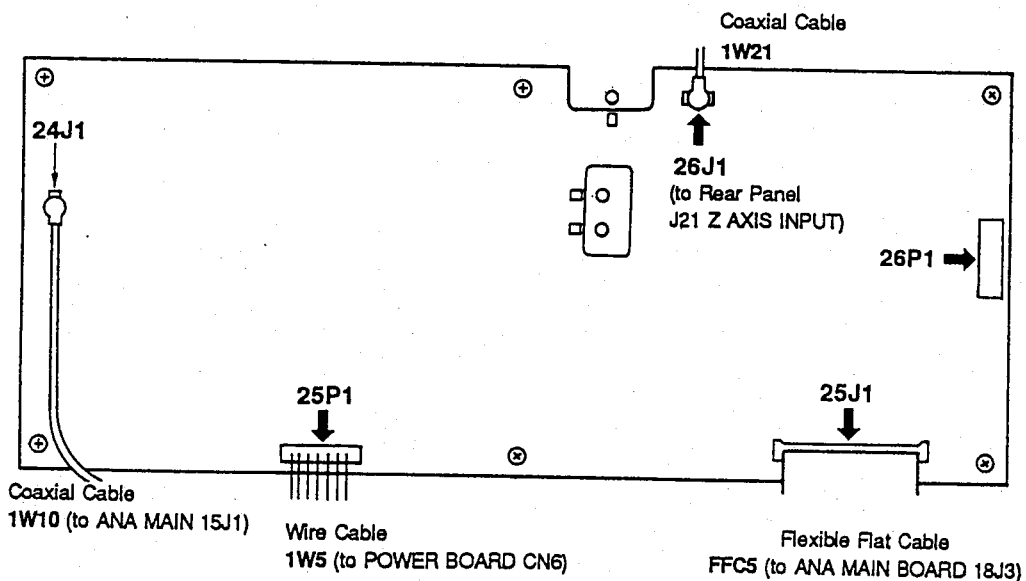 Coaxial Cable
1W21
24J1
26J1
(to Rear Panel
J21 Z AXIS INPUT)
26P1
25P1
25J1
Coaxial Cable
1W10 (to ANA MAIN 15J1)
Wire Cable
1W5 (to POWER BOARD CN6)
Flexible Flat Cable
FFC5 (to ANA MAIN BOARD 18J3)